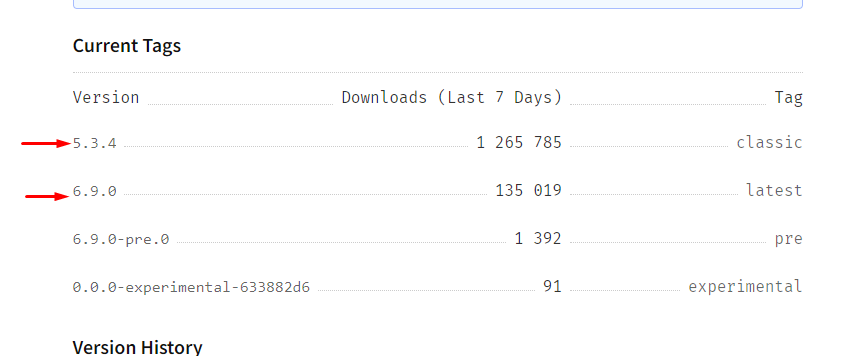 Current Tags
Version Downloads (Last 7 Days) Tag
5.3.4 1 265 785 classic
6.9.0 135 019 latest
6.9.0-pre.0 1 392 pre
0.0.0-experimental-633882d6 91 experimental
Version History